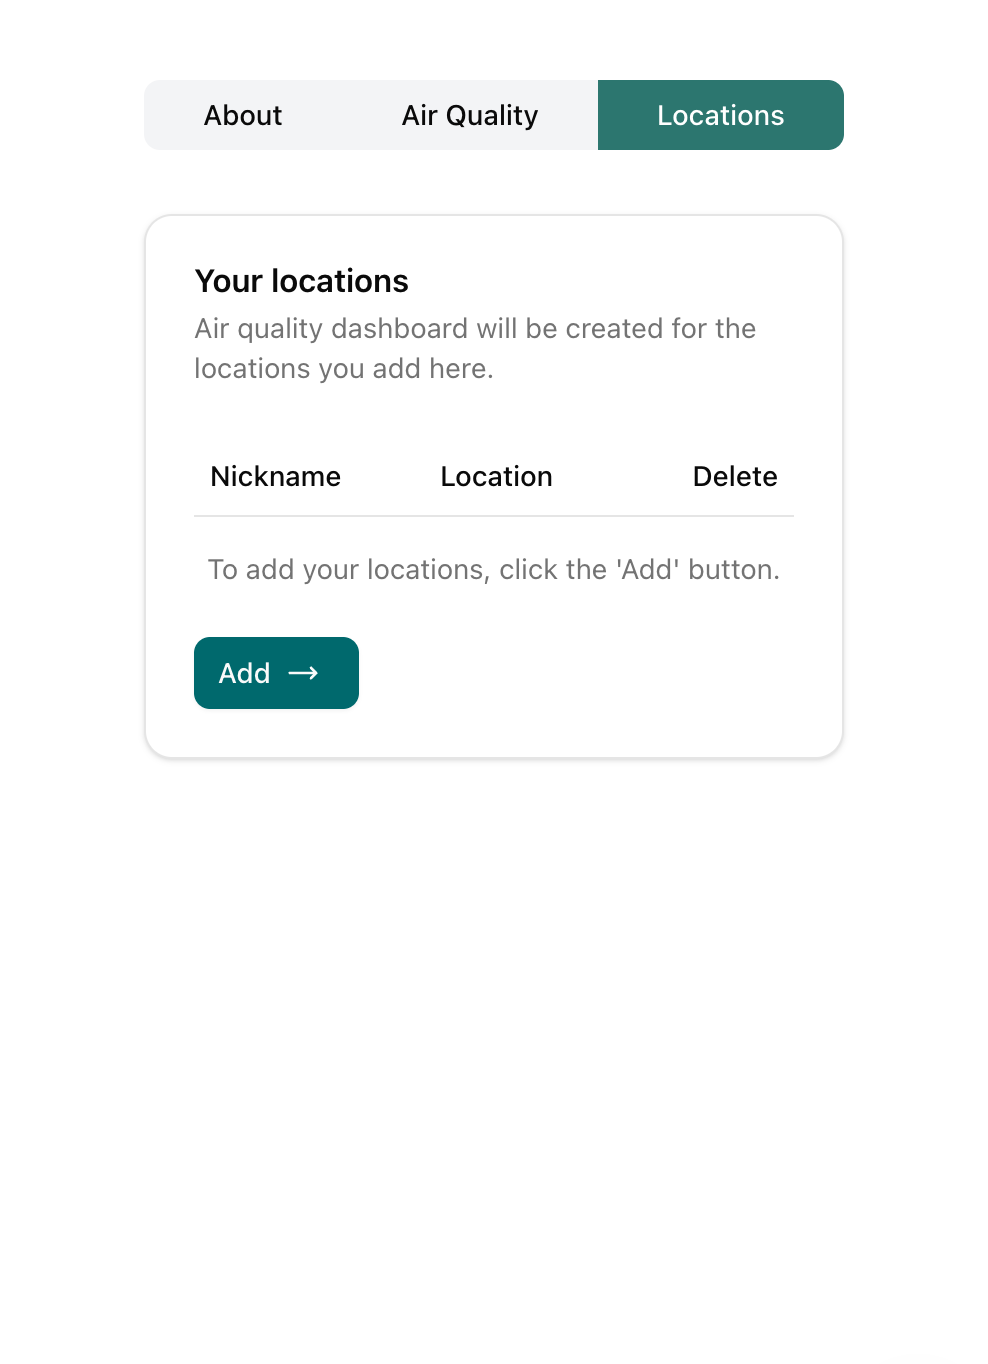 About Air Quality Locations
Your locations
Air quality dashboard will be created for the
locations you add here.
Nickname Location Delete
To add your locations, click the 'Add' button.
Add →